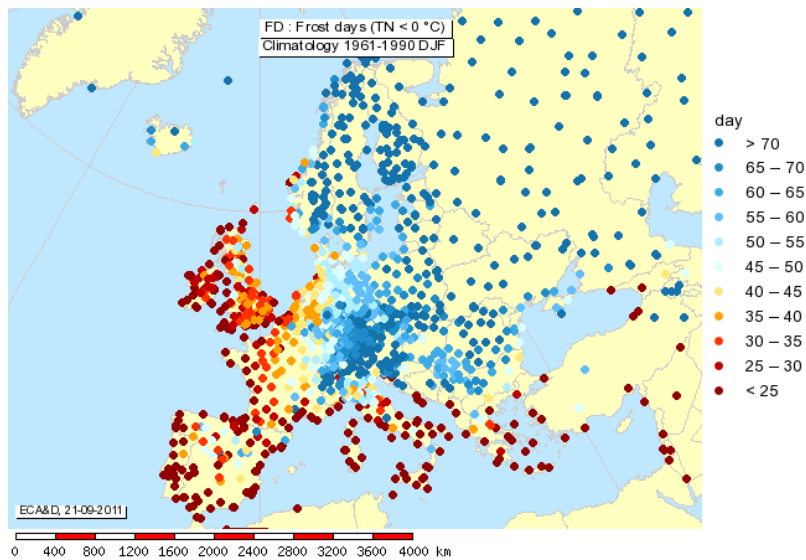 FD : Frost days (TN < 0 °C)
Climatology 1961-1990 DJF
day
> 70
65 – 70
60 – 65
55 – 60
50 – 55
45 – 50
40 – 45
35 – 40
30 – 35
25 – 30
< 25
ECA&D, 21-09-2011
0 400 800 1200 1600 2000 2400 2800 3200 3600 4000 km